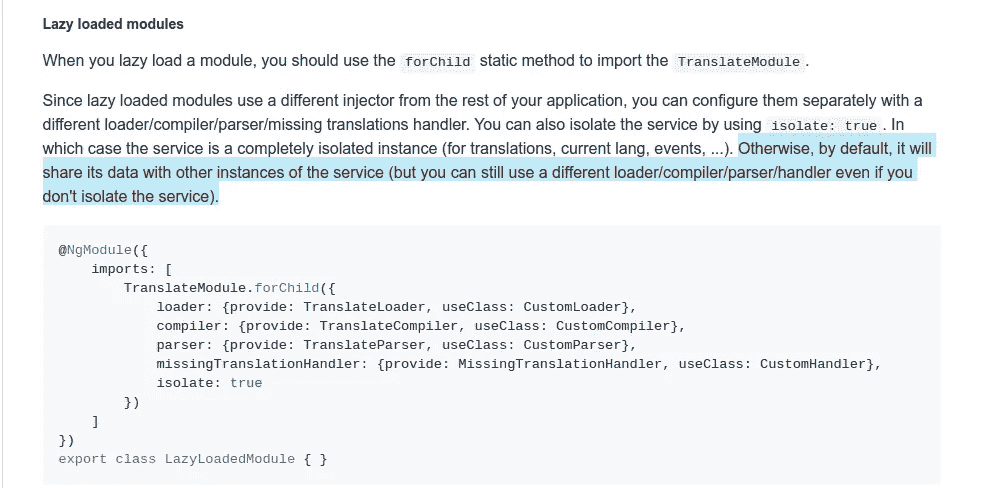 Lazy loaded modules
When you lazy load a module, you should use the forChild static method to import the TranslateModule.
Since lazy loaded modules use a different injector from the rest of your application, you can configure them separately with a
different loader/compiler/parser/missing translations handler. You can also isolate the service by using isolate: true. In
which case the service is a completely isolated instance (for translations, current lang, events, ...). Otherwise, by default, it will
share its data with other instances of the service (but you can still use a different loader/compiler/parser/handler even if you
don't isolate the service).
@NgModule({
    imports: [
        TranslateModule.forChild({
            loader: {provide: TranslateLoader, useClass: CustomLoader},
            compiler: {provide: TranslateCompiler, useClass: CustomCompiler},
            parser: {provide: TranslateParser, useClass: CustomParser},
            missingTranslationHandler: {provide: MissingTranslationHandler, useClass: CustomHandler},
            isolate: true
        })
    ]
})
export class LazyLoadedModule { }